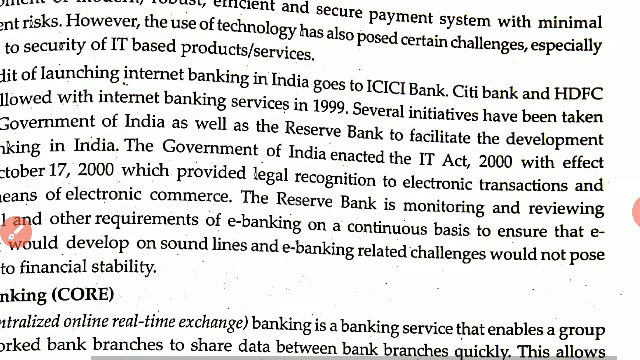 modern, robust, efficient and secure payment system with minimal
ent risks. However, the use of technology has also posed certain challenges, especially
to security of IT based products/services.
dit of launching internet banking in India goes to ICICI Bank. Citi bank and HDFC
llowed with internet banking services in 1999. Several initiatives have been taken
Government of India as well as the Reserve Bank to facilitate the development
nking in India. The Government of India enacted the IT Act, 2000 with effect
ctober 17, 2000 which provided legal recognition to electronic transactions and
eans of electronic commerce. The Reserve Bank is monitoring and reviewing
l and other requirements of e-banking on a continuous basis to ensure that e-
would develop on sound lines and e-banking related challenges would not pose
to financial stability.
nking (CORE)
ntralized online real-time exchange) banking is a banking service that enables a group
orked bank branches to share data between bank branches quickly. This allows